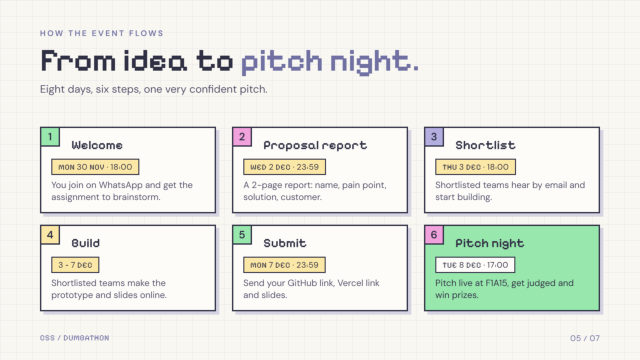 HOW THE EVENT FLOWS
From idea to pitch night.
Eight days, six steps, one very confident pitch.
1
Welcome
MON 30 NOV · 18:00
You join on WhatsApp and get the
assignment to brainstorm.
2
Proposal report
WED 2 DEC · 23:59
A 2-page report: name, pain point,
solution, customer.
3
Shortlist
THU 3 DEC · 18:00
Shortlisted teams hear by email and
start building.
4
Build
3 - 7 DEC
Shortlisted teams make the
prototype and slides online.
5
Submit
MON 7 DEC · 23:59
Send your GitHub link, Vercel link
and slides.
6
Pitch night
TUE 8 DEC · 17:00
Pitch live at F1A15, get judged and
win prizes.
OSS / DUMBATHON
05 / 07